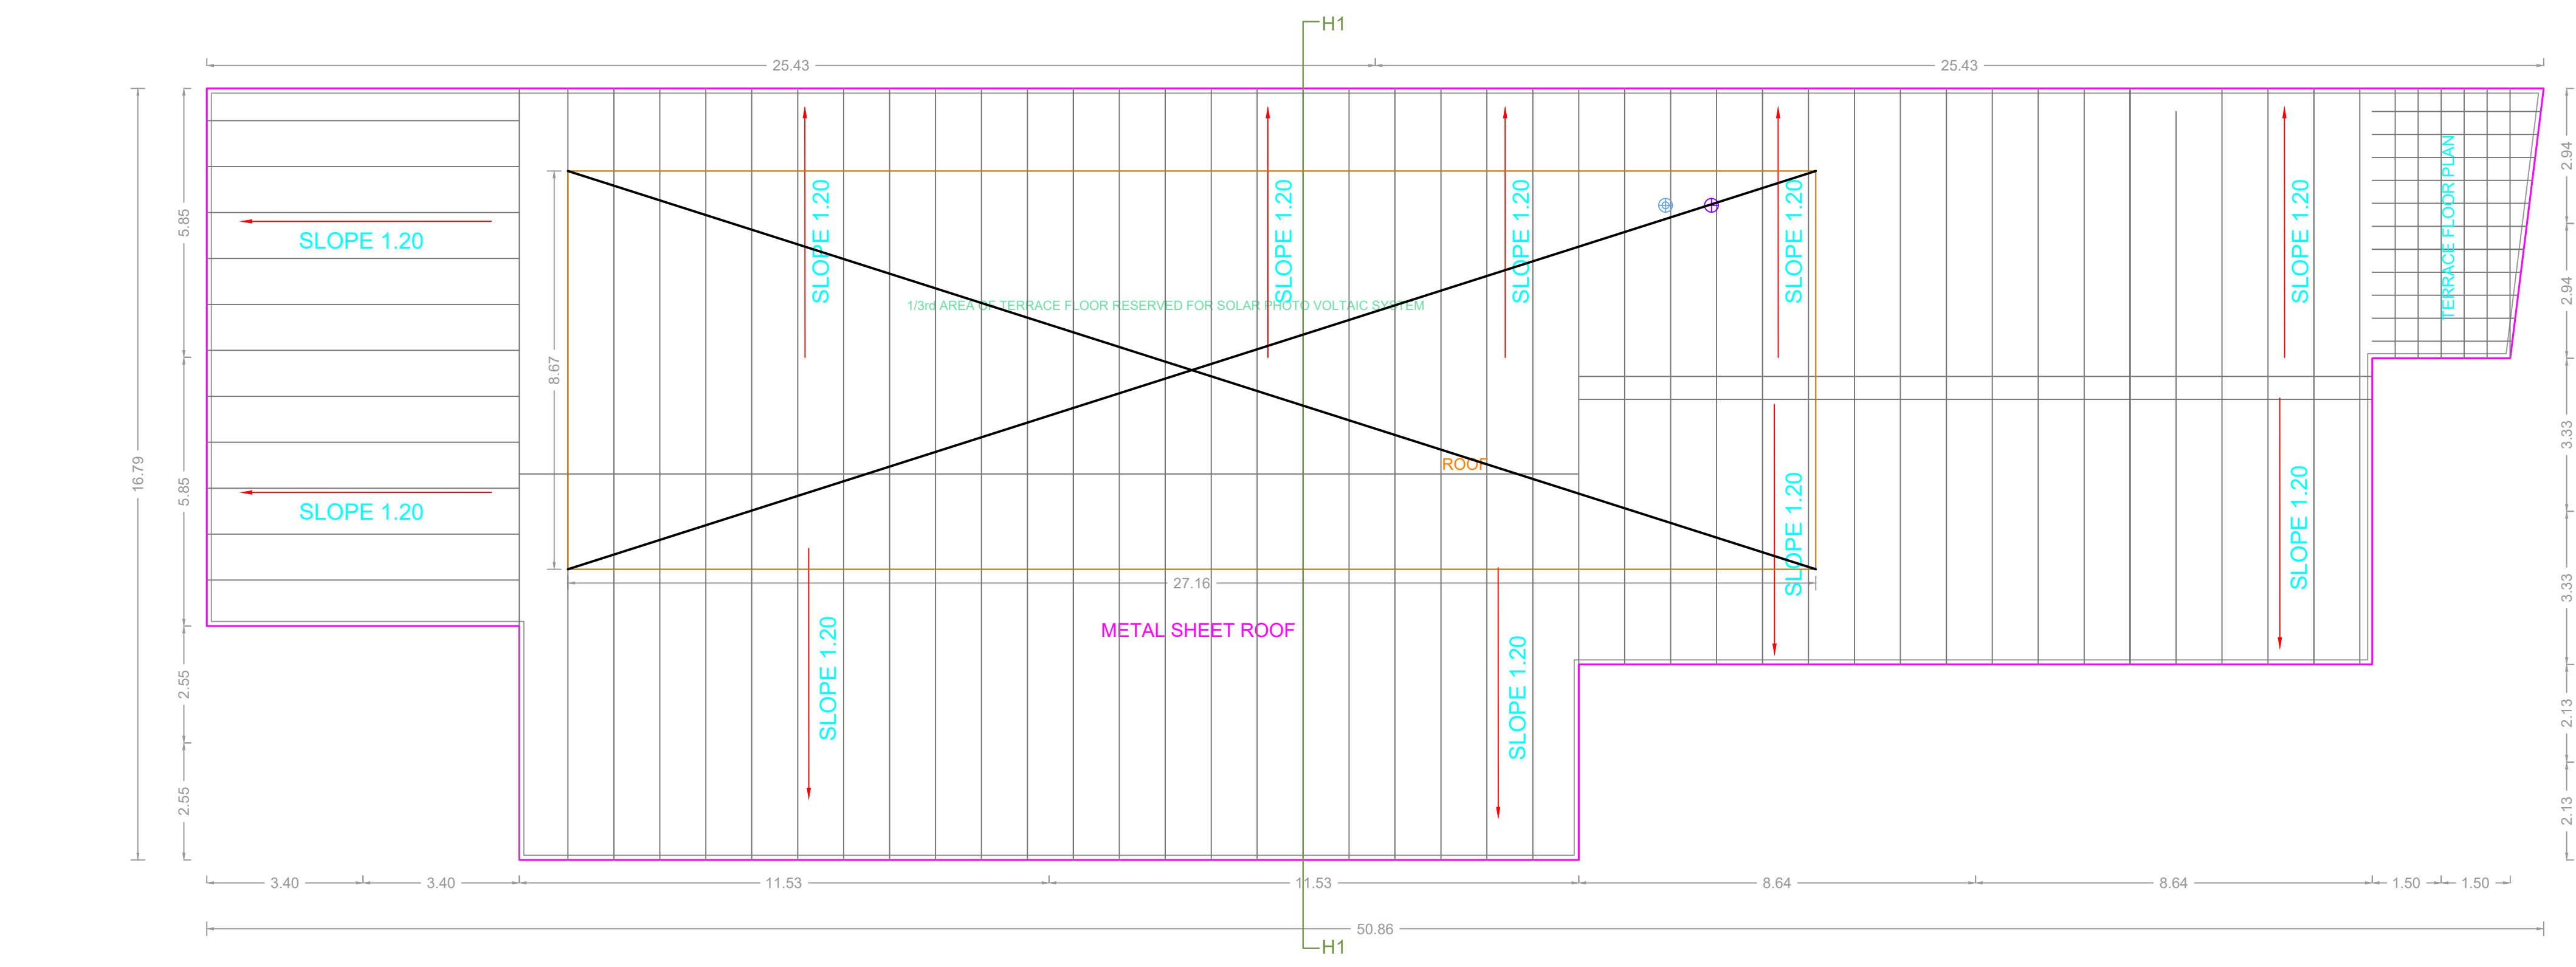 H1
25.43
25.43
16.79
5.85
5.85
2.55
2.55
2.94
2.94
3.33
3.33
2.13
2.13
SLOPE 1.20
SLOPE 1.20
SLOPE 1.20
SLOPE 1.20
SLOPE 1.20
SLOPE 1.20
SLOPE 1.20
TERRACE FLOOR PLAN
1/3rd AREA OF TERRACE FLOOR RESERVED FOR SOLAR PHOTO VOLTAIC SYSTEM
8.67
ROOF
SLOPE 1.20
SLOPE 1.20
27.16
METAL SHEET ROOF
SLOPE 1.20
SLOPE 1.20
3.40
3.40
11.53
11.53
8.64
8.64
1.50
1.50
50.86
H1